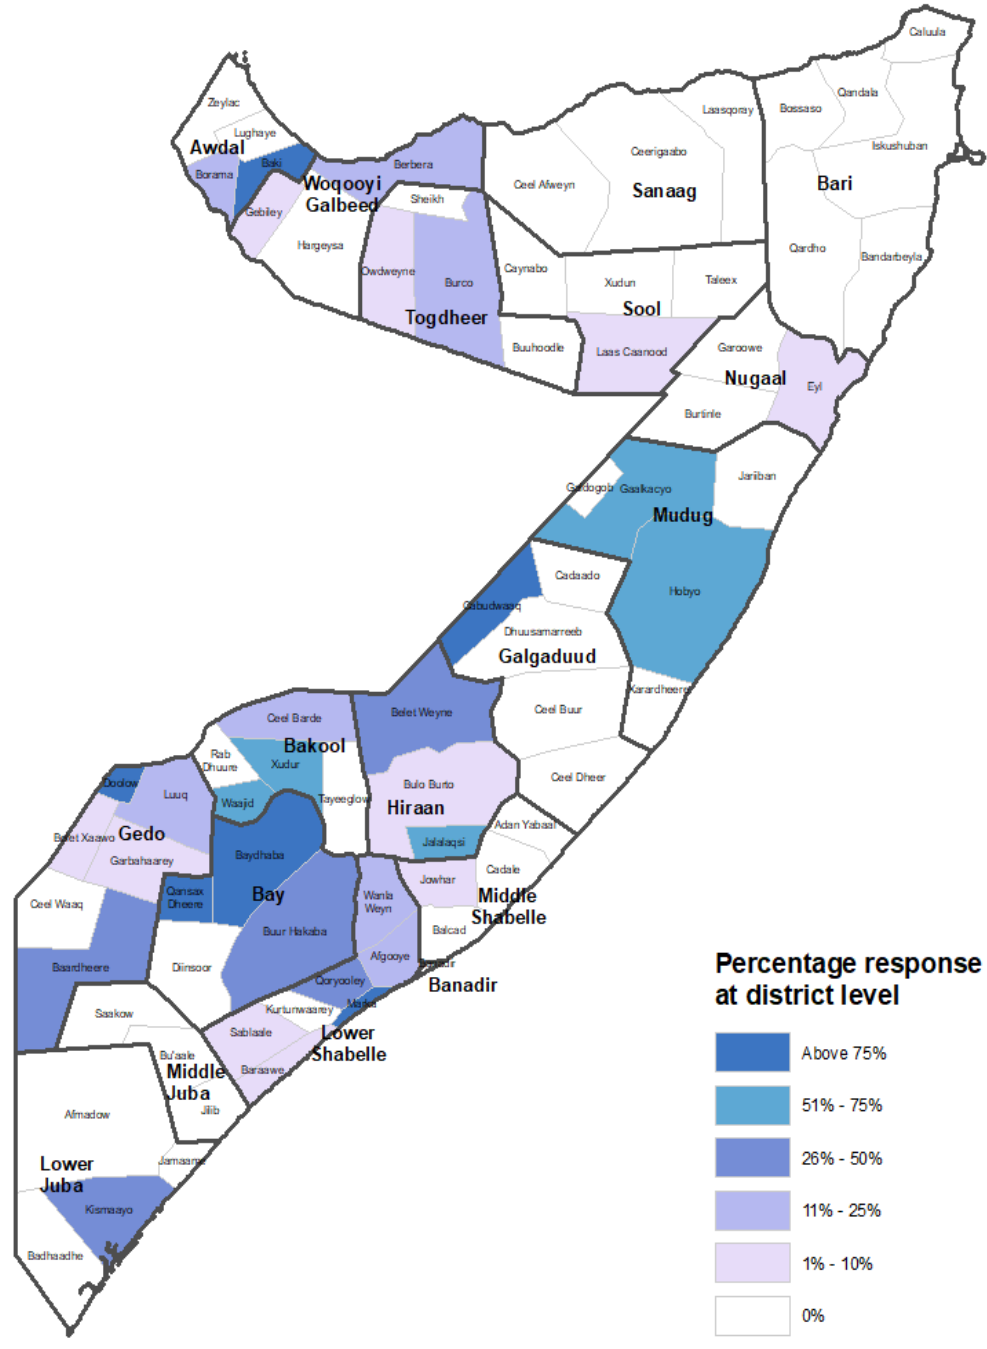 Caluula
Zeylac
Qandala
Bossaso
Laasqoray
Lughaye
Awdal
Iskushuban
Ceerigaabo
Baki
Berbera
Borama
Woqooyi
Galbeed
Ceel Afweyn
Sanaag
Bari
Sheikh
Gebiley
Hargeysa
Qardho
Bandarbeyla
Owdweyne
Caynabo
Burco
Xudun
Taleex
Sool
Togdheer
Buuhoodle
Laas Caanood
Garoowe
Nugaal
Eyl
Burtinle
Jariiban
Galdogob
Gaalkacyo
Mudug
Cadaado
Hobyo
Cabudwaaq
Dhuusamarreeb
Galgaduud
Xarardheere
Ceel Buur
Belet Weyne
Ceel Barde
Bakool
Rab
Dhuure
Xudur
Ceel Dheer
Doolow
Bulo Burto
Luuq
Tayeeglow
Waajid
Hiraan
Adan Yabaal
Belet Xaawo
Gedo
Jalalaqsi
Baydhaba
Garbahaarey
Cadale
Jowhar
Qansax
Dheere
Bay
Wanla
Weyn
Middle
Shabelle
Ceel Waaq
Buur Hakaba
Balcad
Afgooye
Baardheere
Diinsoor
Banadir
Qoryooley
Marka
Kurtunwaarey
Saakow
Sablaale
Lower
Shabelle
Bu'aale
Middle
Juba
Baraawe
Jilib
Afmadow
Jamaame
Lower
Juba
Kismaayo
Badhaadhe
Percentage response
at district level
Above 75%
51% - 75%
26% - 50%
11% - 25%
1% - 10%
0%